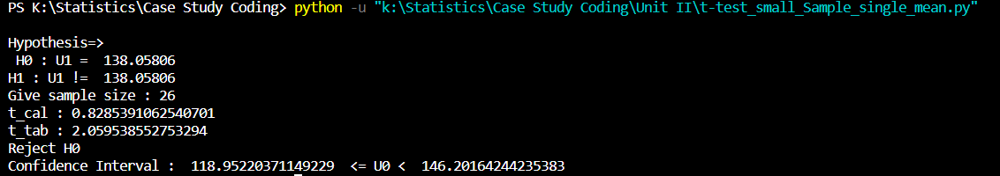 PS K:\Statistics\Case Study Coding> python -u "k:\Statistics\Case Study Coding\Unit II\t-test_small_Sample_single_mean.py"
Hypothesis=>
H0 : U1 =  138.05806
H1 : U1 !=  138.05806
Give sample size : 26
t_cal : 0.8285391062540701
t_tab : 2.059538552753294
Reject H0
Confidence Interval :  118.95220371149229  <= U0 <  146.20164244235383